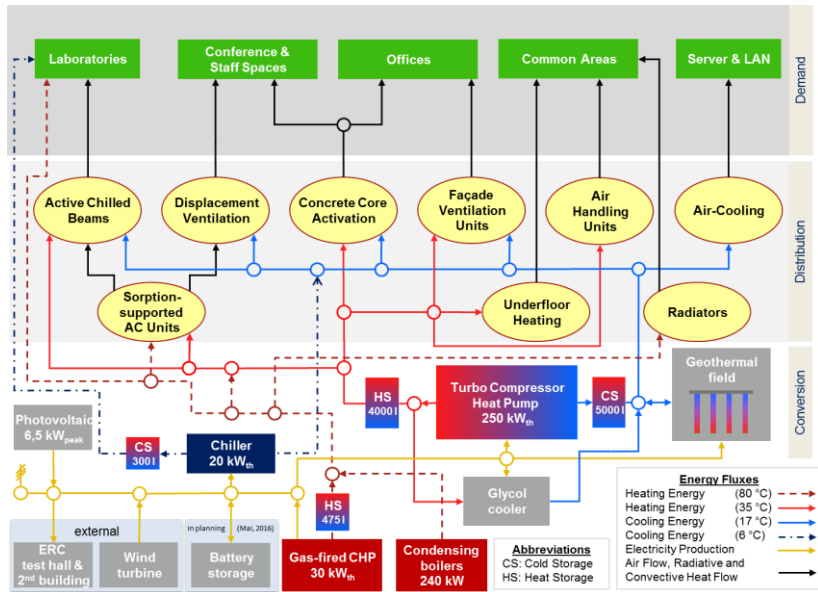 Laboratories
Conference &
Staff Spaces
Offices
Common Areas
Server & LAN
Demand
Active Chilled
Beams
Displacement
Ventilation
Concrete Core
Activation
Façade
Ventilation
Units
Air
Handling
Units
Air-Cooling
Distribution
Sorption-
supported
AC Units
Underfloor
Heating
Radiators
Conversion
HS
4000 l
Turbo Compressor
Heat Pump
250 kWth
CS
5000 l
Geothermal
field
Photovoltaic
6,5 kWpeak
CS
300 l
Chiller
20 kWth
HS
475 l
Glycol
cooler
external
in planning (Mai, 2016)
ERC
test hall &
2nd building
Wind
turbine
Battery
storage
Gas-fired CHP
30 kWth
Condensing
boilers
240 kW
Abbreviations
CS: Cold Storage
HS: Heat Storage
Energy Fluxes
Heating Energy (80 °C)
Heating Energy (35 °C)
Cooling Energy (17 °C)
Cooling Energy (6 °C)
Electricity Production
Air Flow, Radiative and
Convective Heat Flow